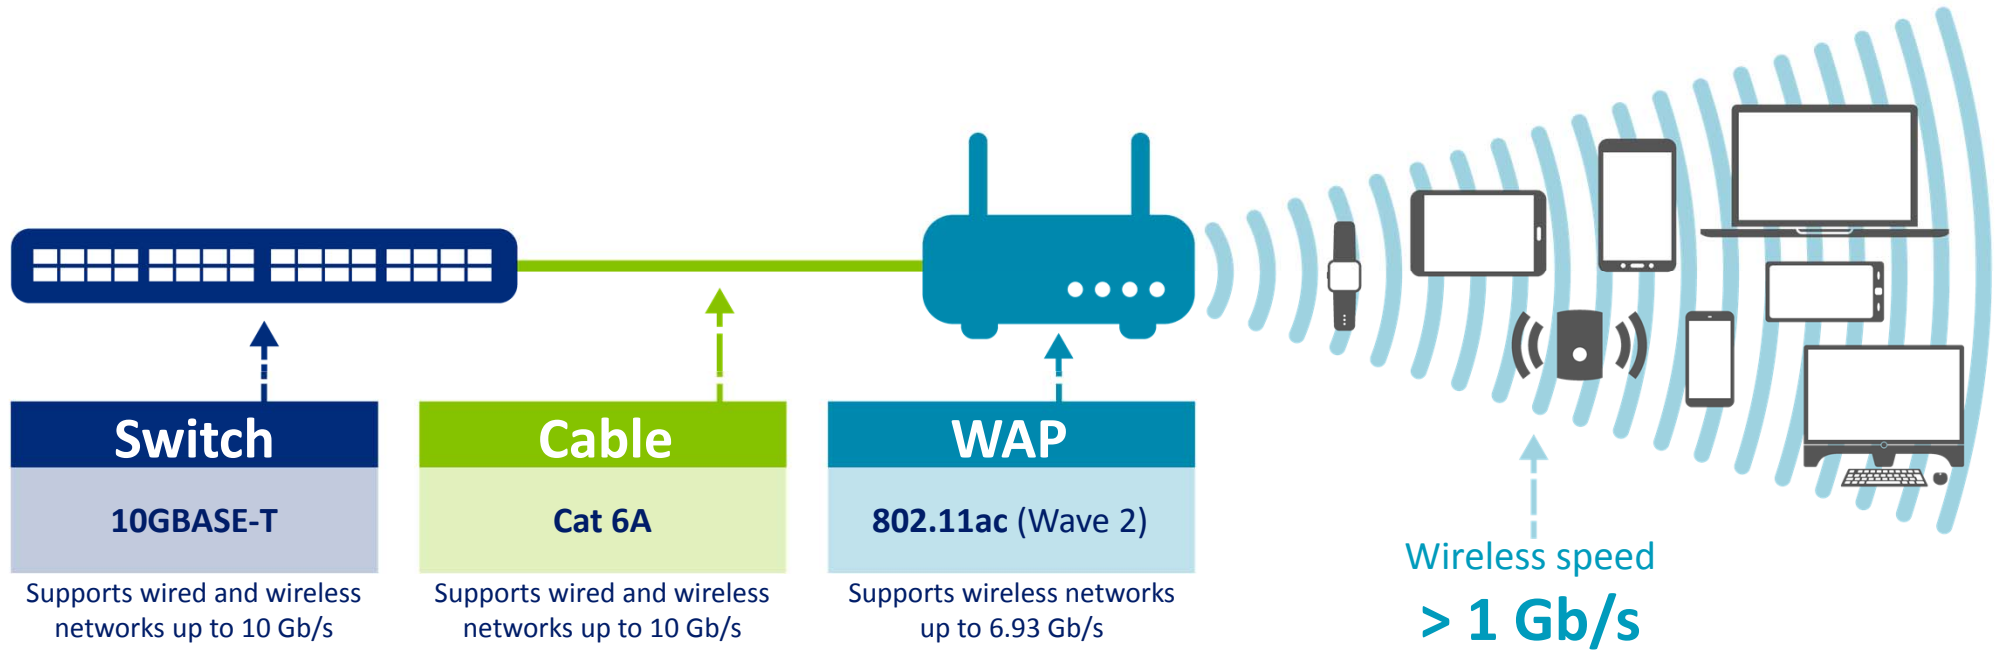 Switch
10GBASE-T
Supports wired and wireless
networks up to 10 Gb/s
Cable
Cat 6A
Supports wired and wireless
networks up to 10 Gb/s
WAP
802.11ac (Wave 2)
Supports wireless networks
up to 6.93 Gb/s
Wireless speed
> 1 Gb/s